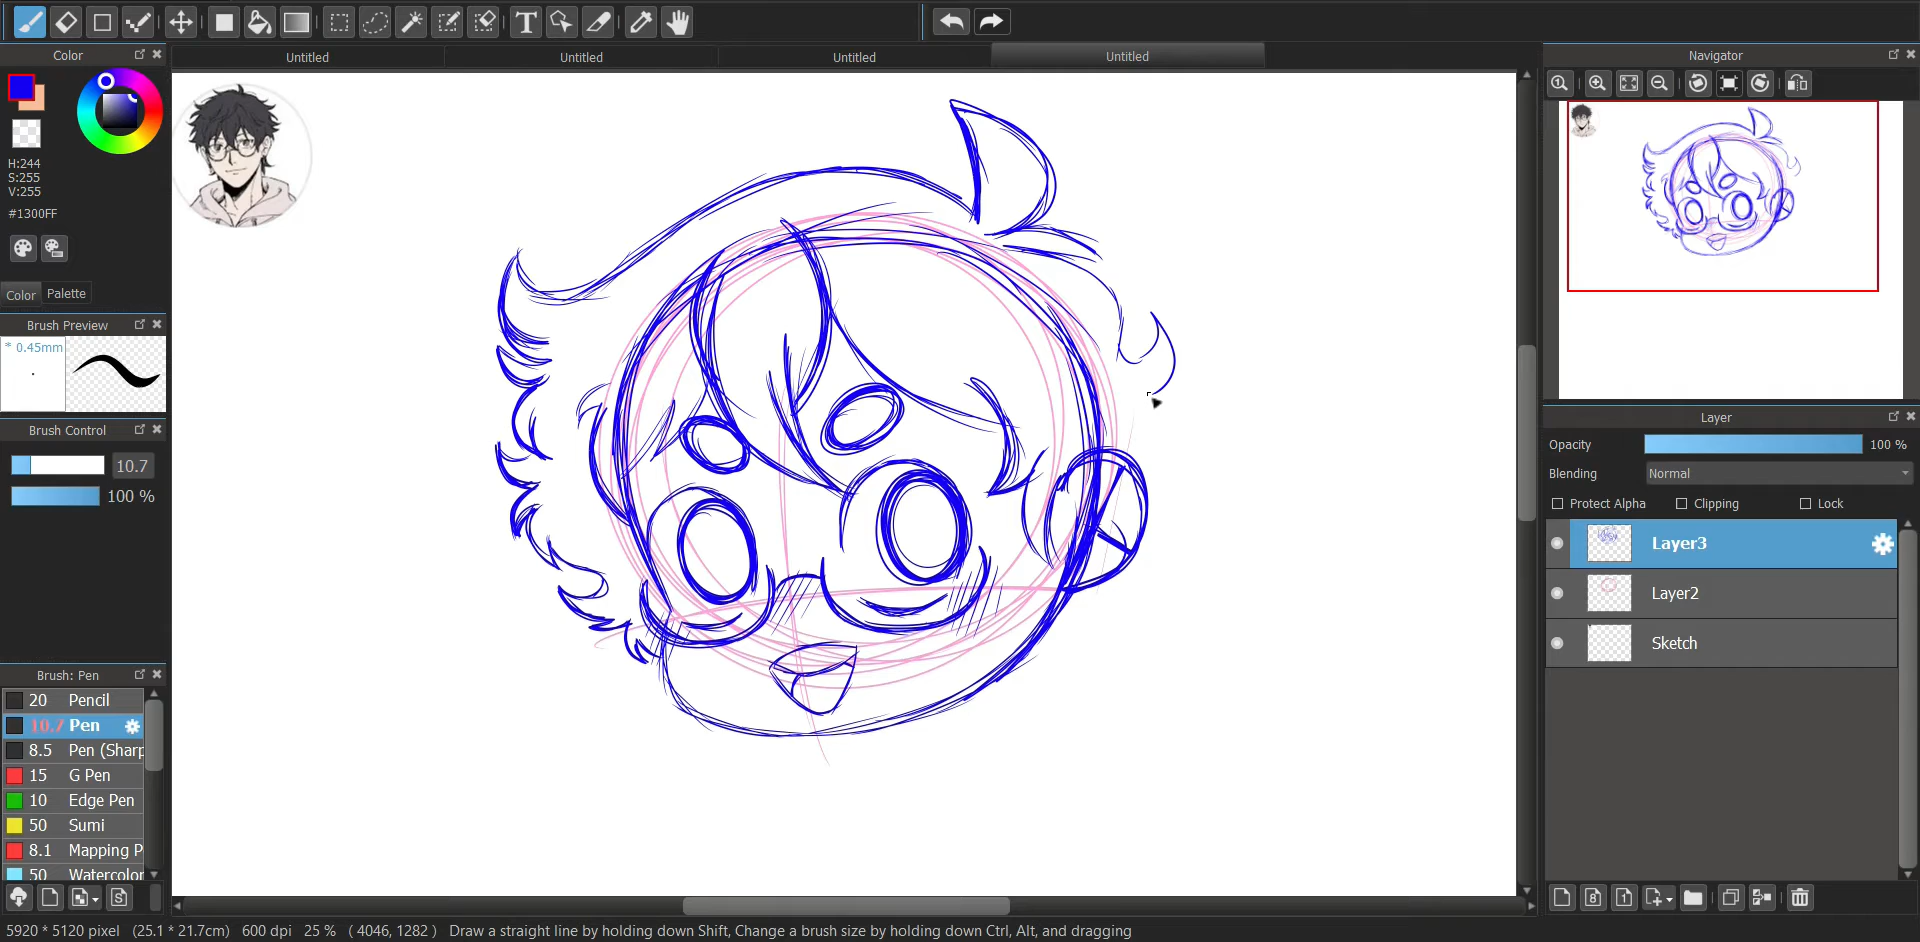 Color
Untitled
Untitled
Untitled
Untitled
Navigator
H:244
S:255
V:255
#1300FF
Color
Palette
Brush Preview
* 0.45mm
Brush Control
10.7
100 %
Brush: Pen
20 Pencil
10.7 Pen
8.5 Pen (Sharp
15 G Pen
10 Edge Pen
50 Sumi
8.1 Mapping P
50 Watercolor
Layer
Opacity 100 %
Blending Normal
Protect Alpha Clipping Lock
Layer3
Layer2
Sketch
5920 * 5120 pixel (25.1 * 21.7cm) 600 dpi 25 % ( 4046, 1282 ) Draw a straight line by holding down Shift, Change a brush size by holding down Ctrl, Alt, and dragging